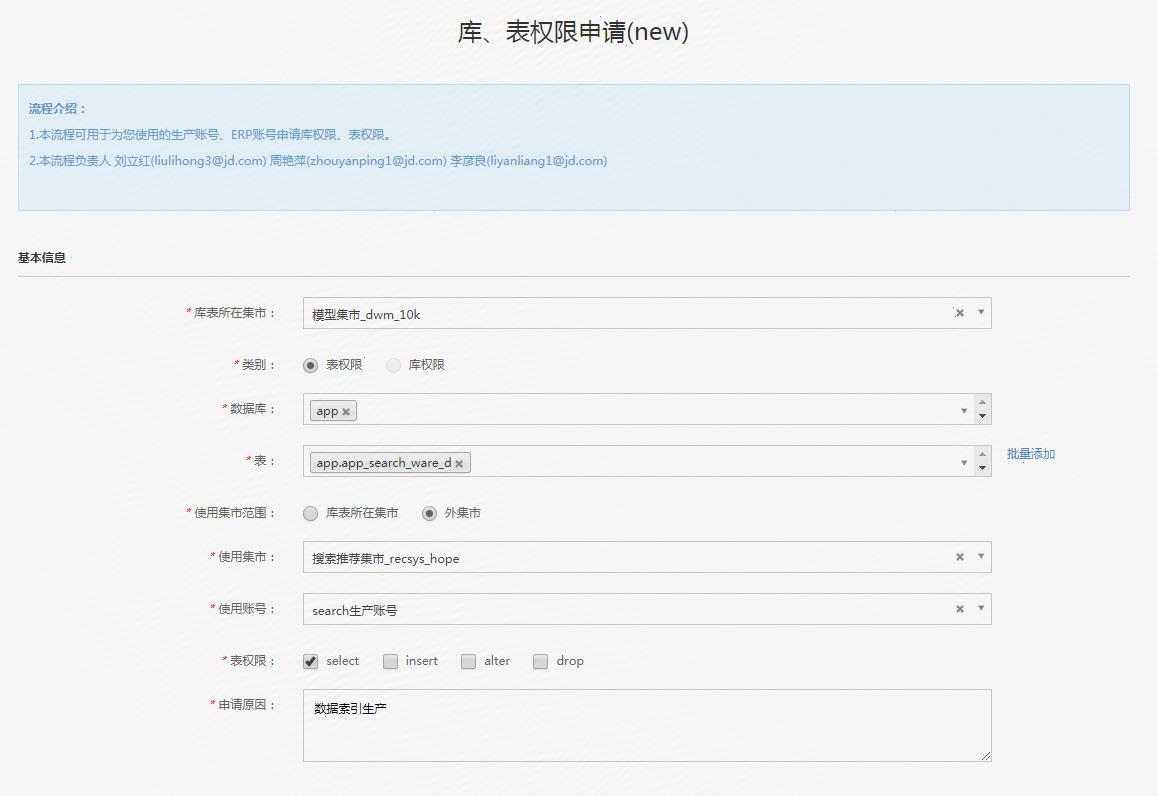 库、表权限申请(new)
流程介绍：
1.本流程可用于为您使用的生产账号、ERP账号申请库权限、表权限。
2.本流程负责人 刘立红(liulihong3@jd.com) 周艳萍(zhouyanping1@jd.com) 李彦良(liyanliang1@jd.com)
基本信息
* 库表所在集市： 模型集市_dwm_10k
* 类别： 表权限 库权限
* 数据库： app
* 表： app.app_search_ware_d 批量添加
* 使用集市范围： 库表所在集市 外集市
* 使用集市： 搜索推荐集市_recsys_hope
* 使用账号： search生产账号
* 表权限： select insert alter drop
* 申请原因： 数据索引生产